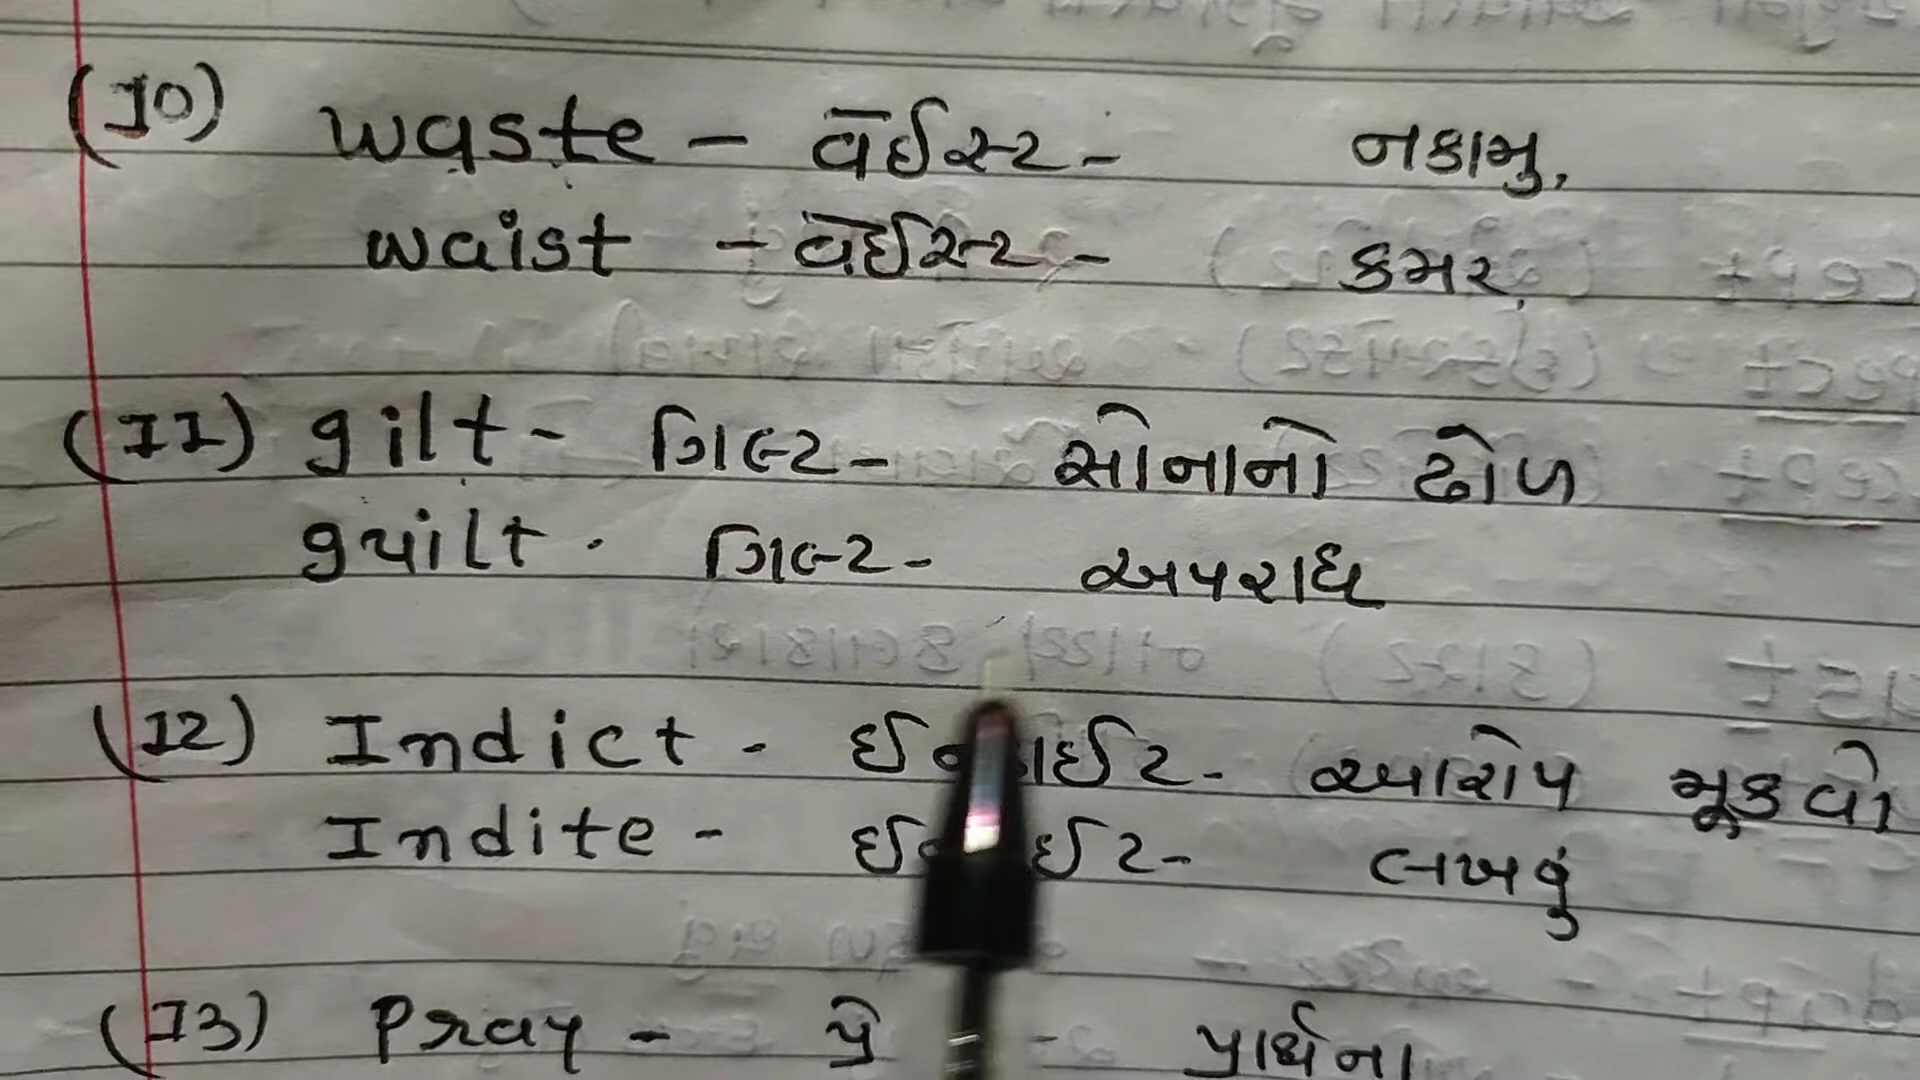 (10) waste - વેઈસ્ટ - નકામુ,
waist - વેઈસ્ટ - કમર,
(11) gilt - ગિલ્ટ - સોનાનો ઢોળ
guilt - ગિલ્ટ - અપરાધ
(12) Indict - આરોપ મૂકવો
Indite - લખવું
(13) Pray - પ્રે - પ્રાર્થના